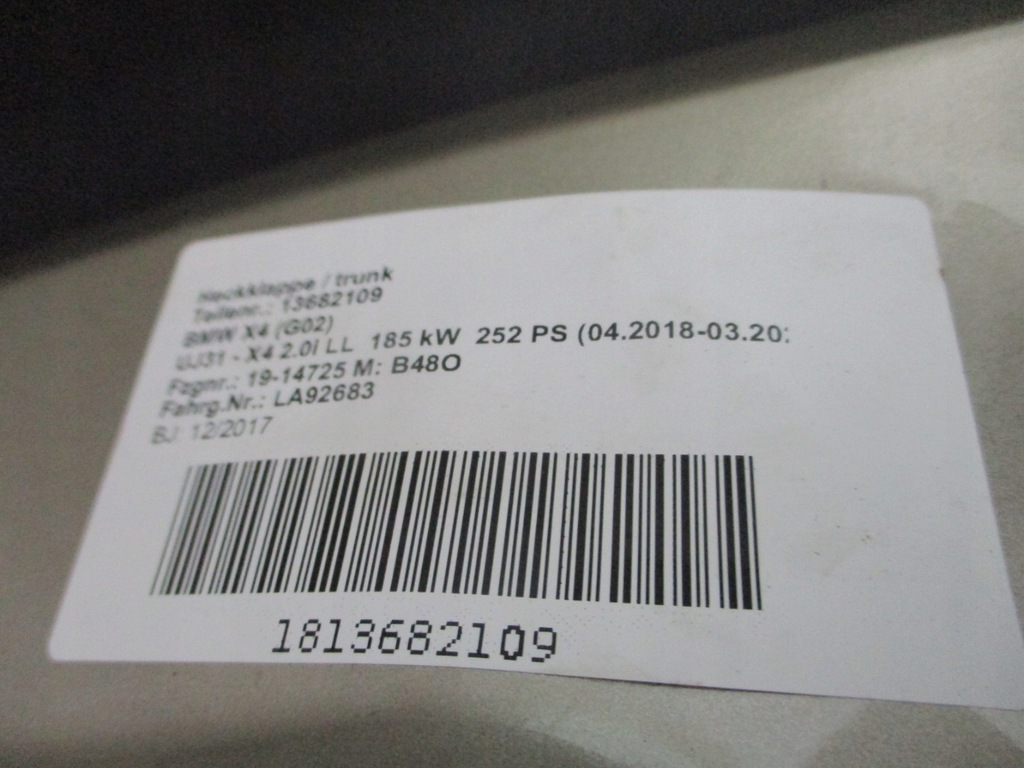 Heckklappe / trunk
Teilenr.: 13682109
BMW X4 (G02)
UJ31 - X4 2.0i LL 185 kW 252 PS (04.2018-03.20
Fzgnr.: 19-14725 M: B48O
Fahrg.Nr.: LA92683
BJ: 12/2017
1813682109